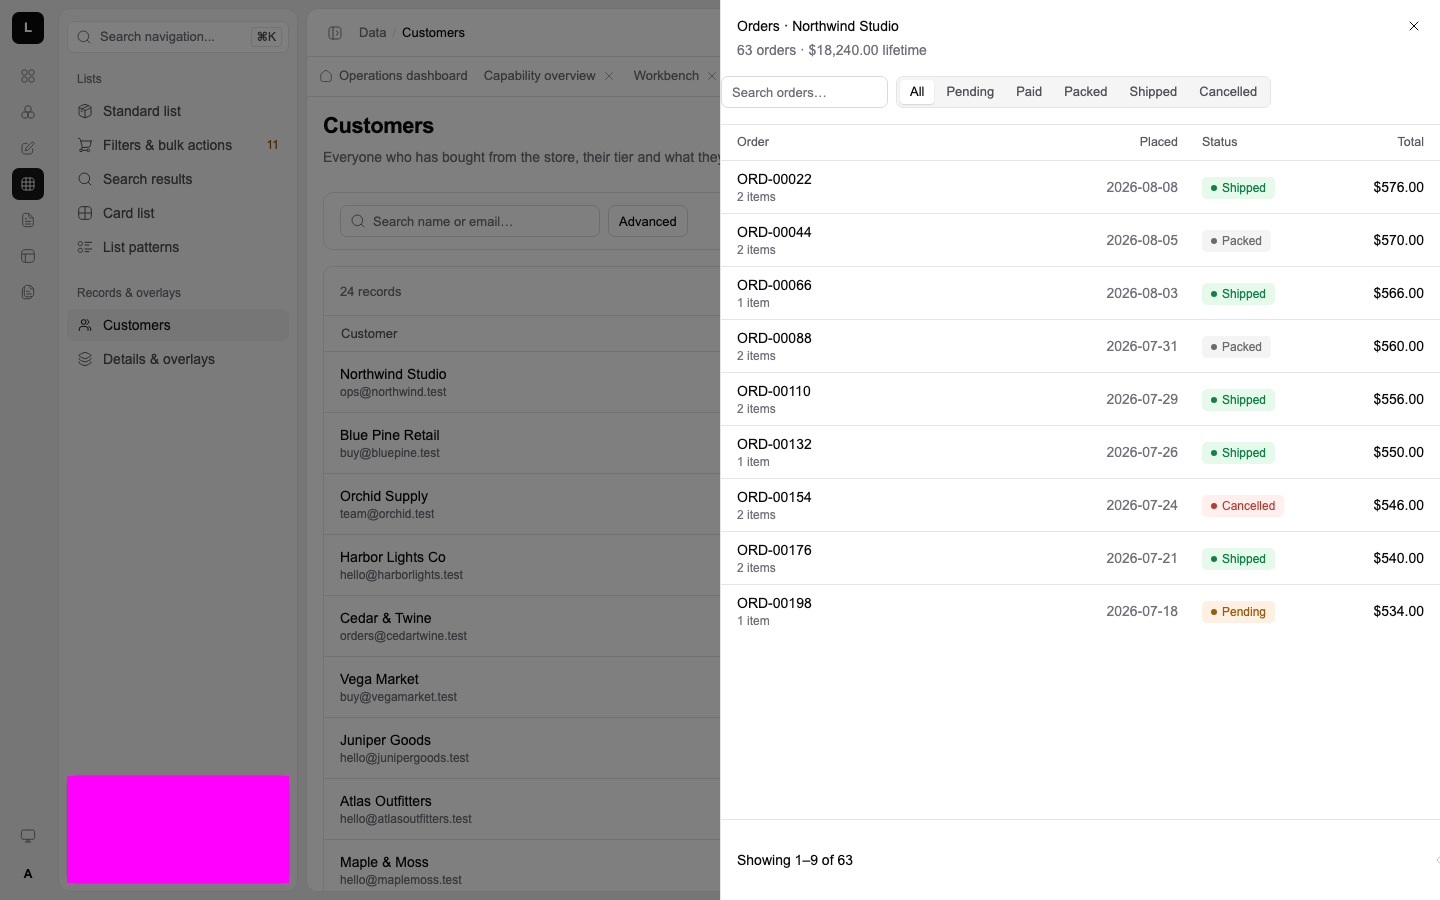 L
Search navigation...
⌘K
Lists
Standard list
Filters & bulk actions
11
Search results
Card list
List patterns
Records & overlays
Customers
Details & overlays
A
Data / Customers
Operations dashboard
Capability overview
Workbench
Customers
Everyone who has bought from the store, their tier and what they
Search name or email…
Advanced
24 records
Customer
Northwind Studio
ops@northwind.test
Blue Pine Retail
buy@bluepine.test
Orchid Supply
team@orchid.test
Harbor Lights Co
hello@harborlights.test
Cedar & Twine
orders@cedartwine.test
Vega Market
buy@vegamarket.test
Juniper Goods
hello@junipergoods.test
Atlas Outfitters
hello@atlasoutfitters.test
Maple & Moss
hello@maplemoss.test
Orders · Northwind Studio
63 orders · $18,240.00 lifetime
Search orders…
All Pending Paid Packed Shipped Cancelled
Order Placed Status Total
ORD-00022
2 items
2026-08-08 Shipped $576.00
ORD-00044
2 items
2026-08-05 Packed $570.00
ORD-00066
1 item
2026-08-03 Shipped $566.00
ORD-00088
2 items
2026-07-31 Packed $560.00
ORD-00110
2 items
2026-07-29 Shipped $556.00
ORD-00132
1 item
2026-07-26 Shipped $550.00
ORD-00154
2 items
2026-07-24 Cancelled $546.00
ORD-00176
2 items
2026-07-21 Shipped $540.00
ORD-00198
1 item
2026-07-18 Pending $534.00
Showing 1–9 of 63